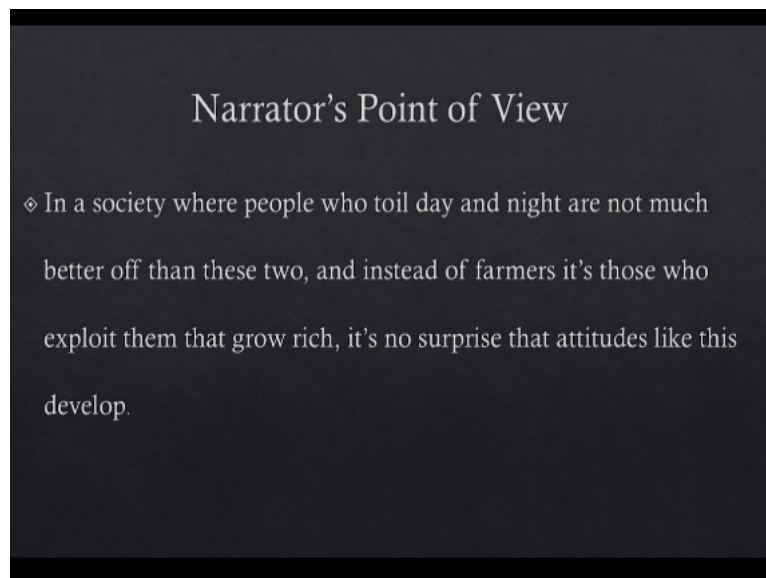 Narrator's Point of View
In a society where people who toil day and night are not much
better off than these two, and instead of farmers it's those who
exploit them that grow rich, it's no surprise that attitudes like this
develop.